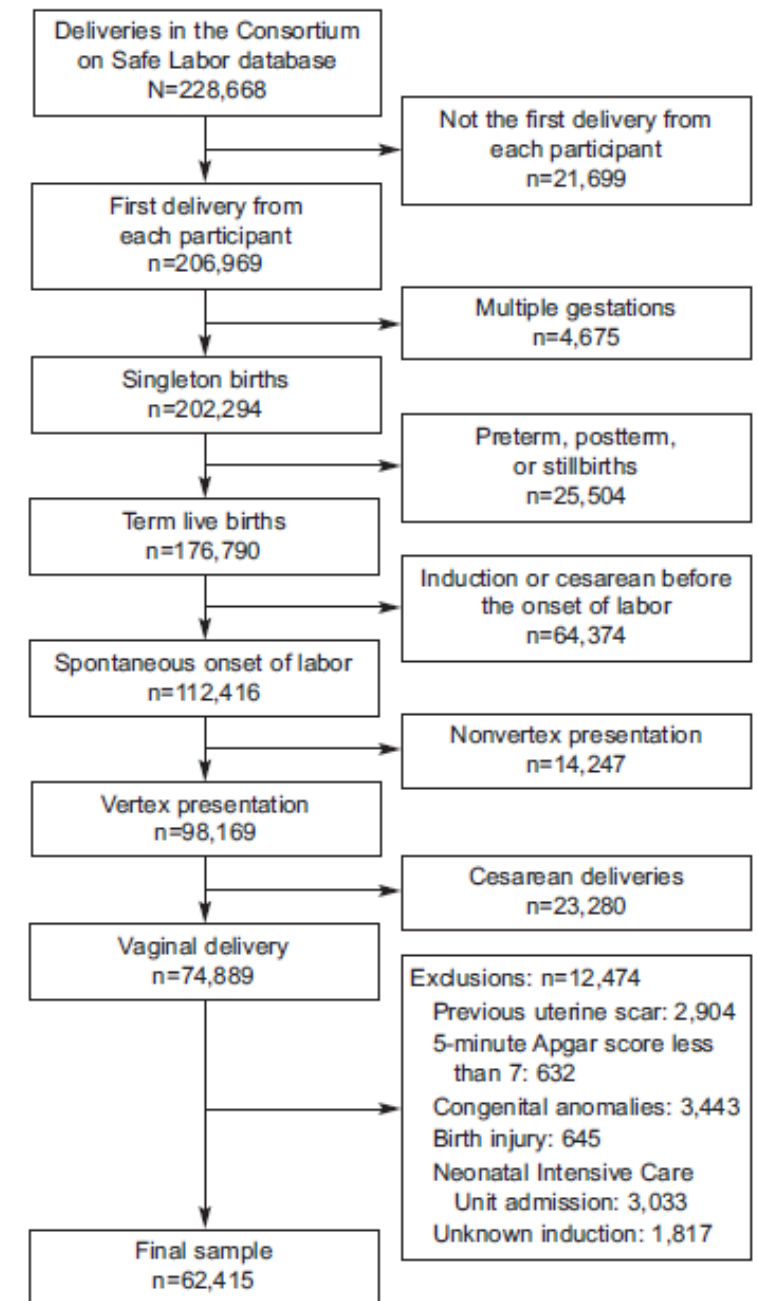 Deliveries in the Consortium
on Safe Labor database
N=228,668
Not the first delivery from
each participant
n=21,699
First delivery from
each participant
n=206,969
Multiple gestations
n=4,675
Singleton births
n=202,294
Preterm, postterm,
or stillbirths
n=25,504
Term live births
n=176,790
Induction or cesarean before
the onset of labor
n=64,374
Spontaneous onset of labor
n=112,416
Nonvertex presentation
n=14,247
Vertex presentation
n=98,169
Cesarean deliveries
n=23,280
Vaginal delivery
n=74,889
Exclusions: n=12,474
Previous uterine scar: 2,904
5-minute Apgar score less
than 7: 632
Congenital anomalies: 3,443
Birth injury: 645
Neonatal Intensive Care
Unit admission: 3,033
Unknown induction: 1,817
Final sample
n=62,415